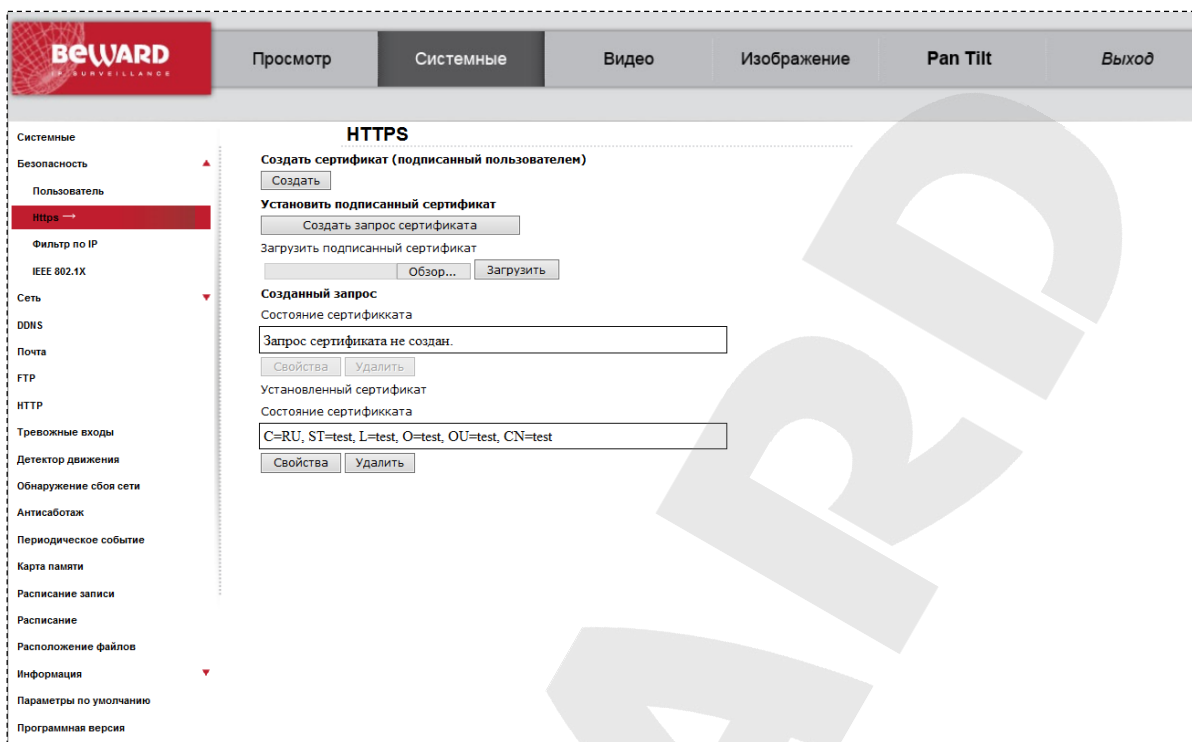 BEWARD
IP SURVEILLANCE
Просмотр
Системные
Видео
Изображение
Pan Tilt
Выход
Системные
Безопасность
Пользователь
Https →
Фильтр по IP
IEEE 802.1X
Сеть
DDNS
Почта
FTP
HTTP
Тревожные входы
Детектор движения
Обнаружение сбоя сети
Антисаботаж
Периодическое событие
Карта памяти
Расписание записи
Расписание
Расположение файлов
Информация
Параметры по умолчанию
Программная версия
HTTPS
Создать сертификат (подписанный пользователем)
Создать
Установить подписанный сертификат
Создать запрос сертификата
Загрузить подписанный сертификат
Обзор... Загрузить
Созданный запрос
Состояние сертификката
Запрос сертификата не создан.
Свойства Удалить
Установленный сертификат
Состояние сертификката
C=RU, ST=test, L=test, O=test, OU=test, CN=test
Свойства Удалить
ARD